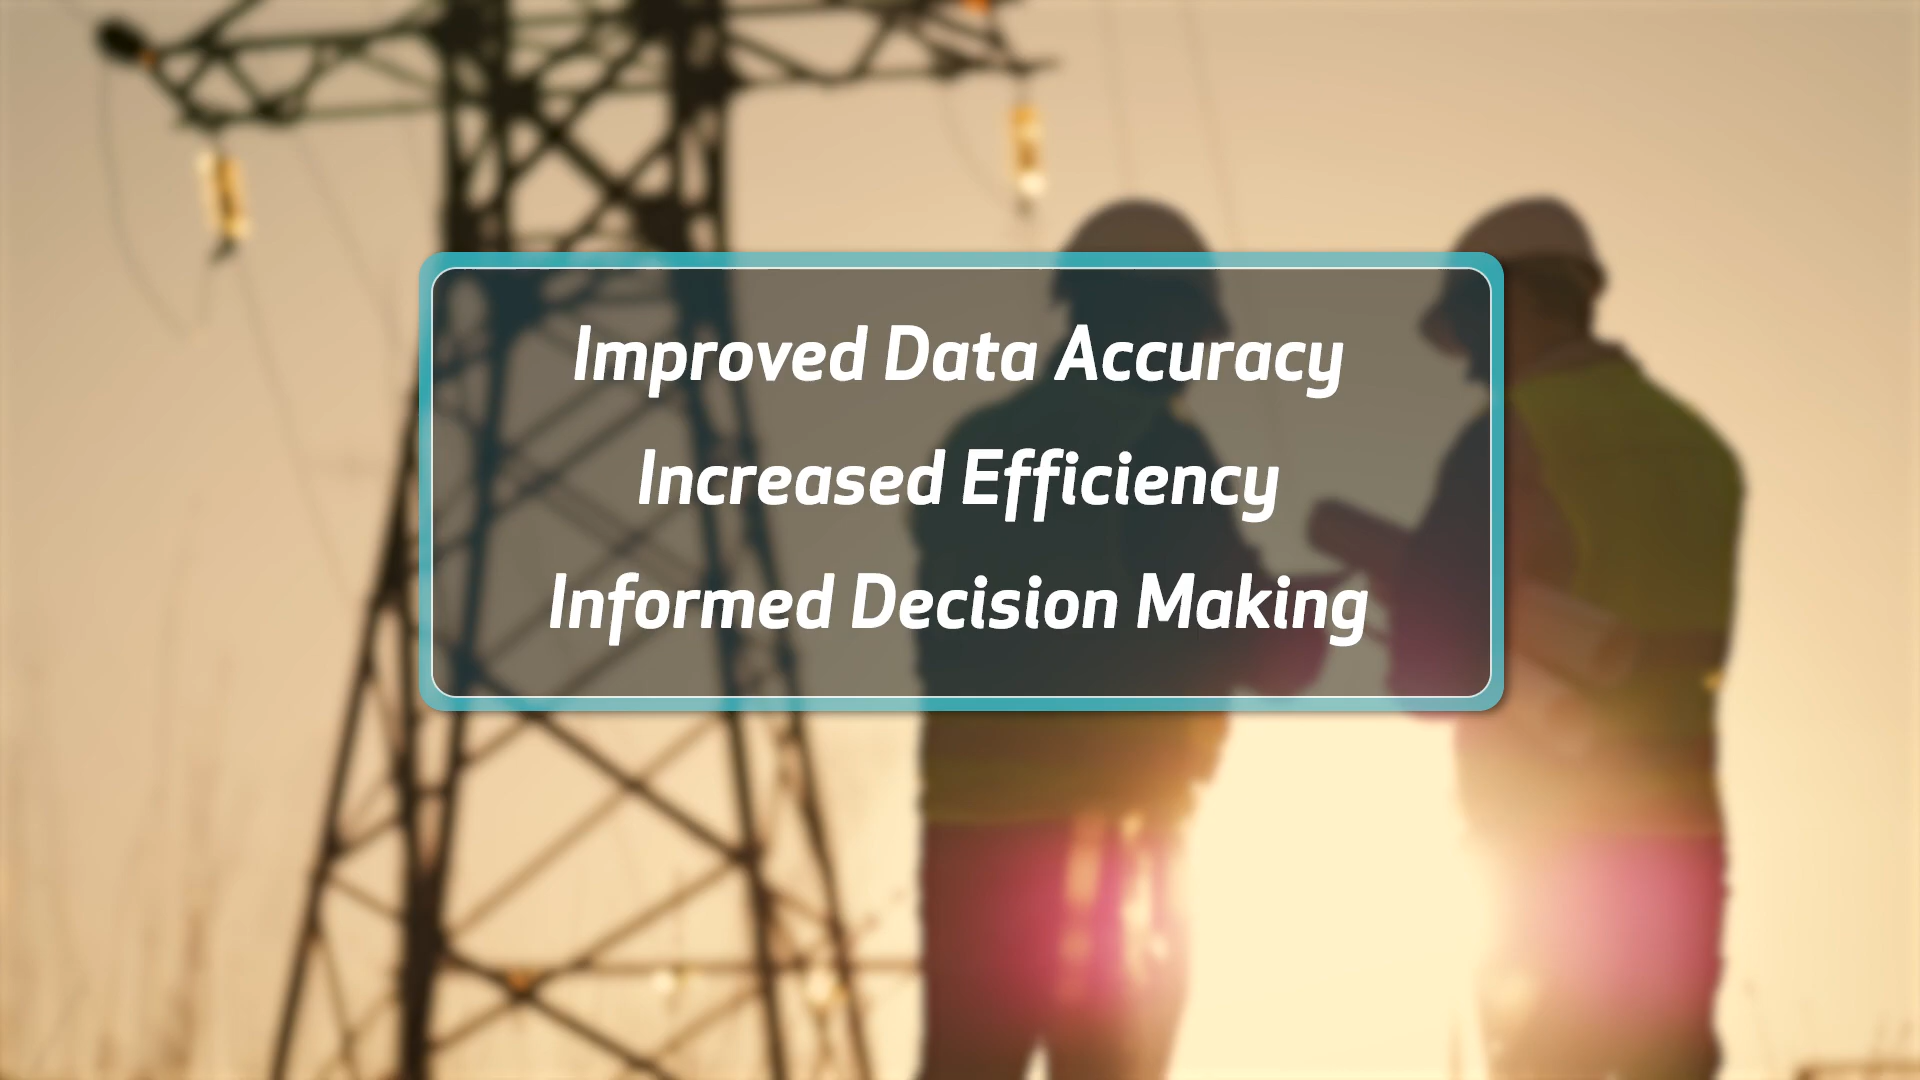 Improved Data Accuracy
Increased Efficiency
Informed Decision Making